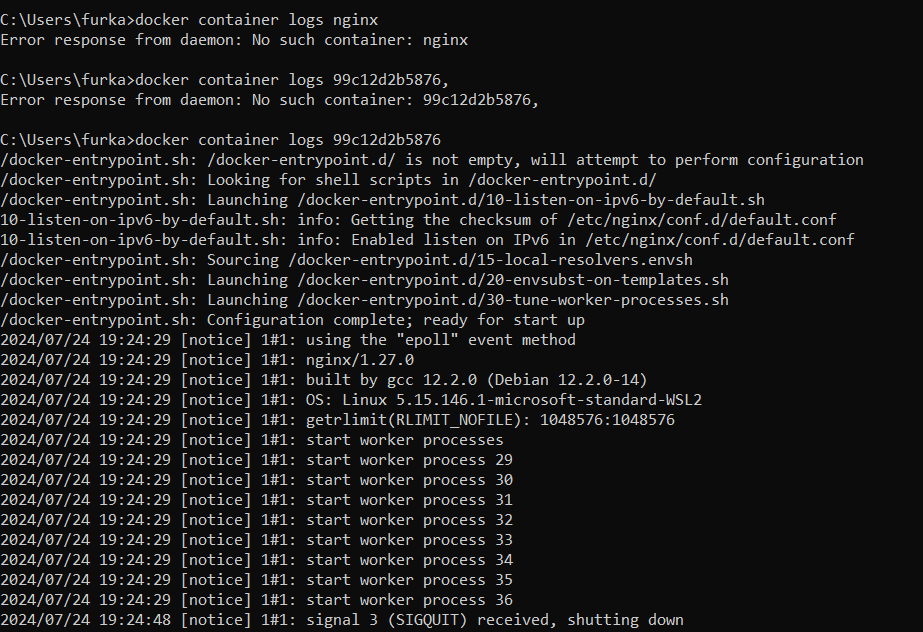 C:\Users\furka>docker container logs nginx
Error response from daemon: No such container: nginx
C:\Users\furka>docker container logs 99c12d2b5876,
Error response from daemon: No such container: 99c12d2b5876,
C:\Users\furka>docker container logs 99c12d2b5876
/docker-entrypoint.sh: /docker-entrypoint.d/ is not empty, will attempt to perform configuration
/docker-entrypoint.sh: Looking for shell scripts in /docker-entrypoint.d/
/docker-entrypoint.sh: Launching /docker-entrypoint.d/10-listen-on-ipv6-by-default.sh
10-listen-on-ipv6-by-default.sh: info: Getting the checksum of /etc/nginx/conf.d/default.conf
10-listen-on-ipv6-by-default.sh: info: Enabled listen on IPv6 in /etc/nginx/conf.d/default.conf
/docker-entrypoint.sh: Sourcing /docker-entrypoint.d/15-local-resolvers.envsh
/docker-entrypoint.sh: Launching /docker-entrypoint.d/20-envsubst-on-templates.sh
/docker-entrypoint.sh: Launching /docker-entrypoint.d/30-tune-worker-processes.sh
/docker-entrypoint.sh: Configuration complete; ready for start up
2024/07/24 19:24:29 [notice] 1#1: using the "epoll" event method
2024/07/24 19:24:29 [notice] 1#1: nginx/1.27.0
2024/07/24 19:24:29 [notice] 1#1: built by gcc 12.2.0 (Debian 12.2.0-14)
2024/07/24 19:24:29 [notice] 1#1: OS: Linux 5.15.146.1-microsoft-standard-WSL2
2024/07/24 19:24:29 [notice] 1#1: getrlimit(RLIMIT_NOFILE): 1048576:1048576
2024/07/24 19:24:29 [notice] 1#1: start worker processes
2024/07/24 19:24:29 [notice] 1#1: start worker process 29
2024/07/24 19:24:29 [notice] 1#1: start worker process 30
2024/07/24 19:24:29 [notice] 1#1: start worker process 31
2024/07/24 19:24:29 [notice] 1#1: start worker process 32
2024/07/24 19:24:29 [notice] 1#1: start worker process 33
2024/07/24 19:24:29 [notice] 1#1: start worker process 34
2024/07/24 19:24:29 [notice] 1#1: start worker process 35
2024/07/24 19:24:29 [notice] 1#1: start worker process 36
2024/07/24 19:24:48 [notice] 1#1: signal 3 (SIGQUIT) received, shutting down